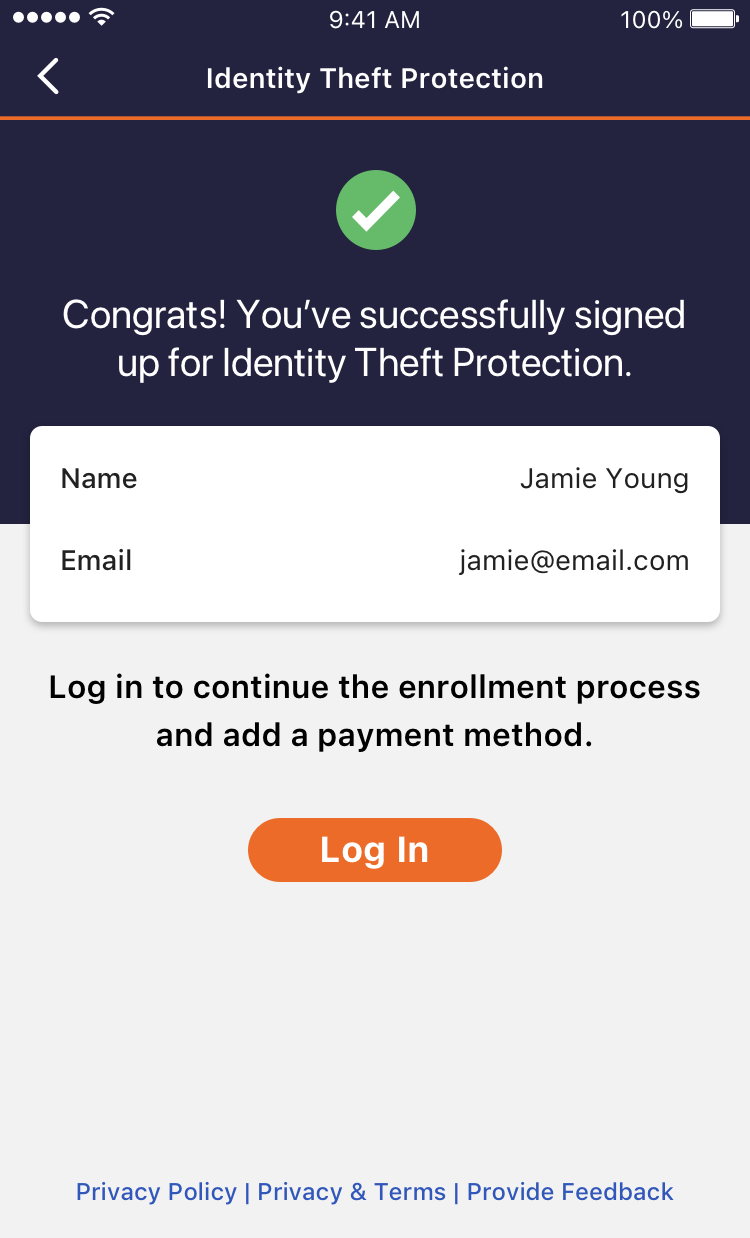 9:41 AM 100%
Identity Theft Protection
Congrats! You’ve successfully signed
up for Identity Theft Protection.
Name Jamie Young
Email jamie@email.com
Log in to continue the enrollment process
and add a payment method.
Log In
Privacy Policy | Privacy & Terms | Provide Feedback